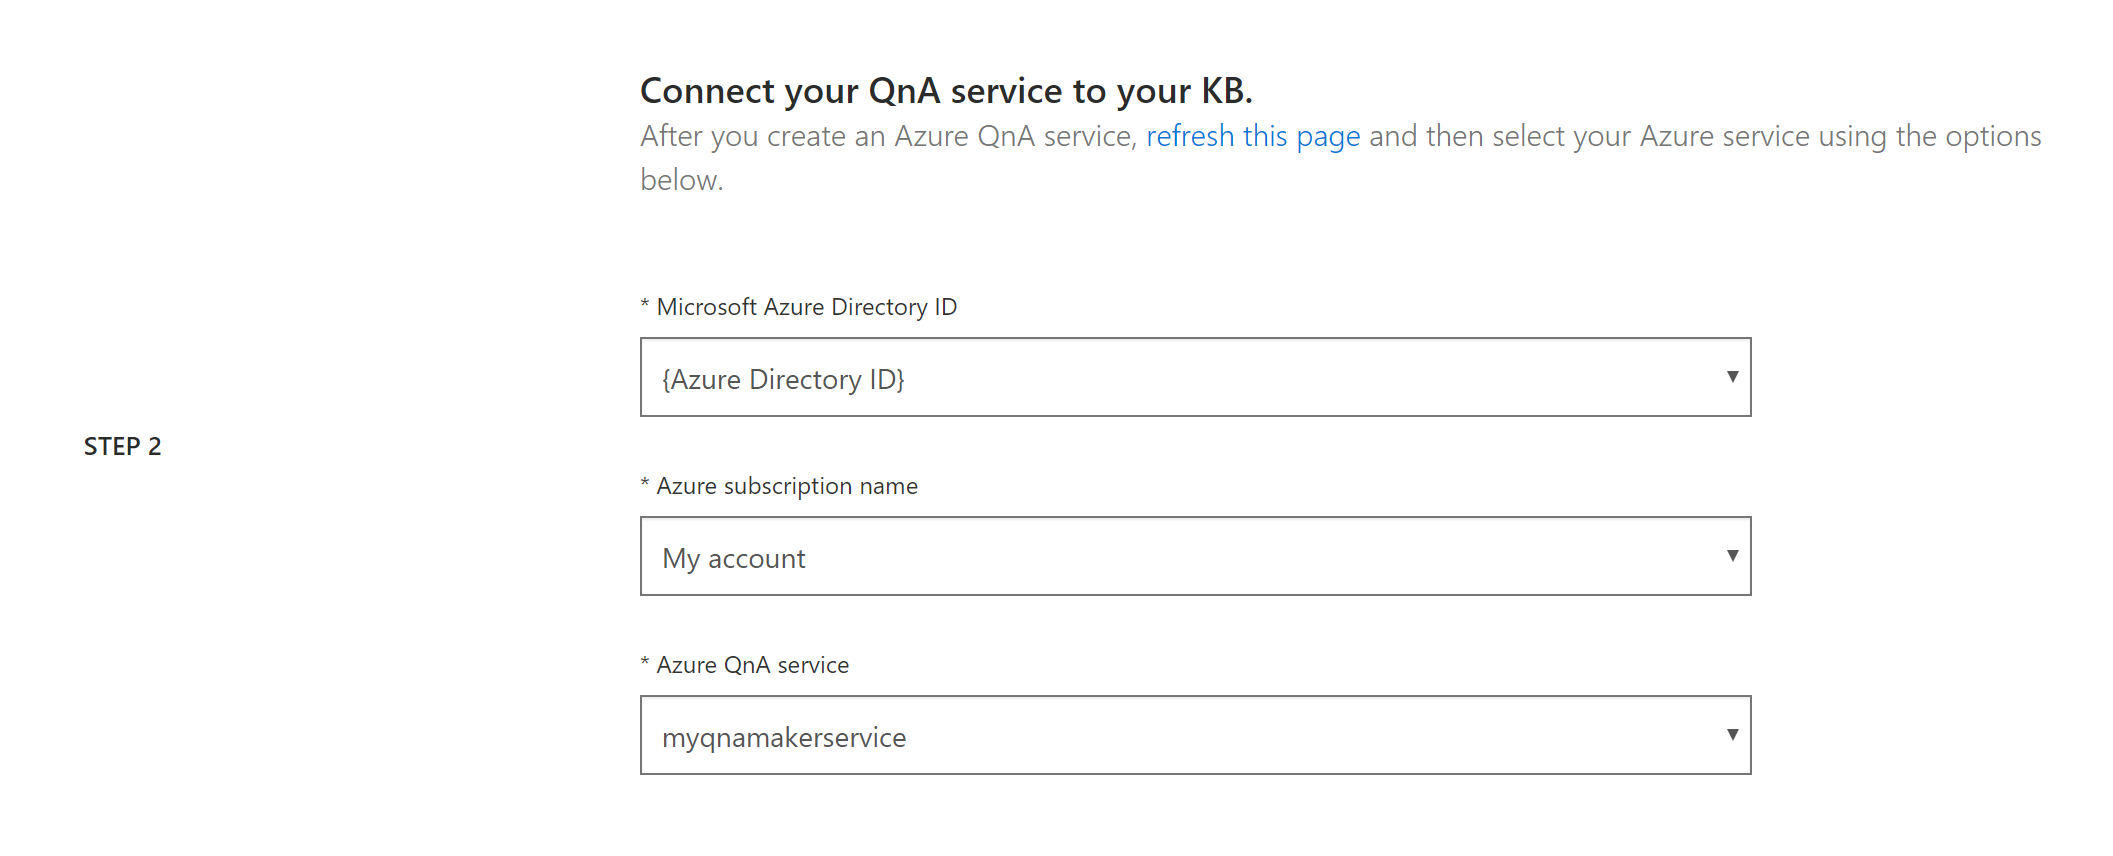 Connect your QnA service to your KB.
After you create an Azure QnA service, refresh this page and then select your Azure service using the options
below.
* Microsoft Azure Directory ID
{Azure Directory ID}
STEP 2
* Azure subscription name
My account
* Azure QnA service
myqnamakerservice